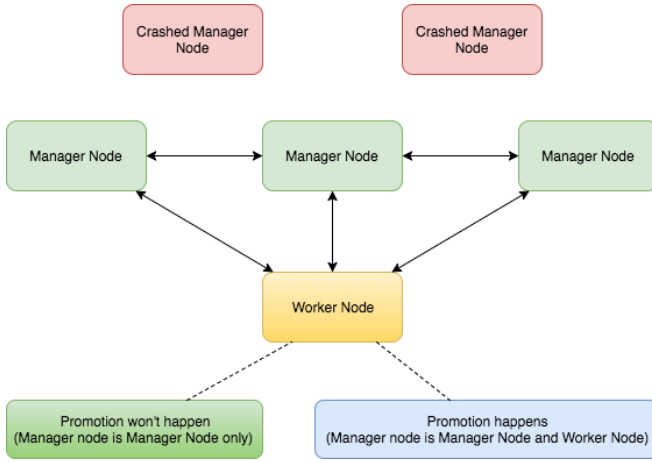 Crashed Manager
Node
Crashed Manager
Node
Manager Node
Manager Node
Manager Node
Worker Node
Promotion won't happen
(Manager node is Manager Node only)
Promotion happens
(Manager node is Manager Node and Worker Node)